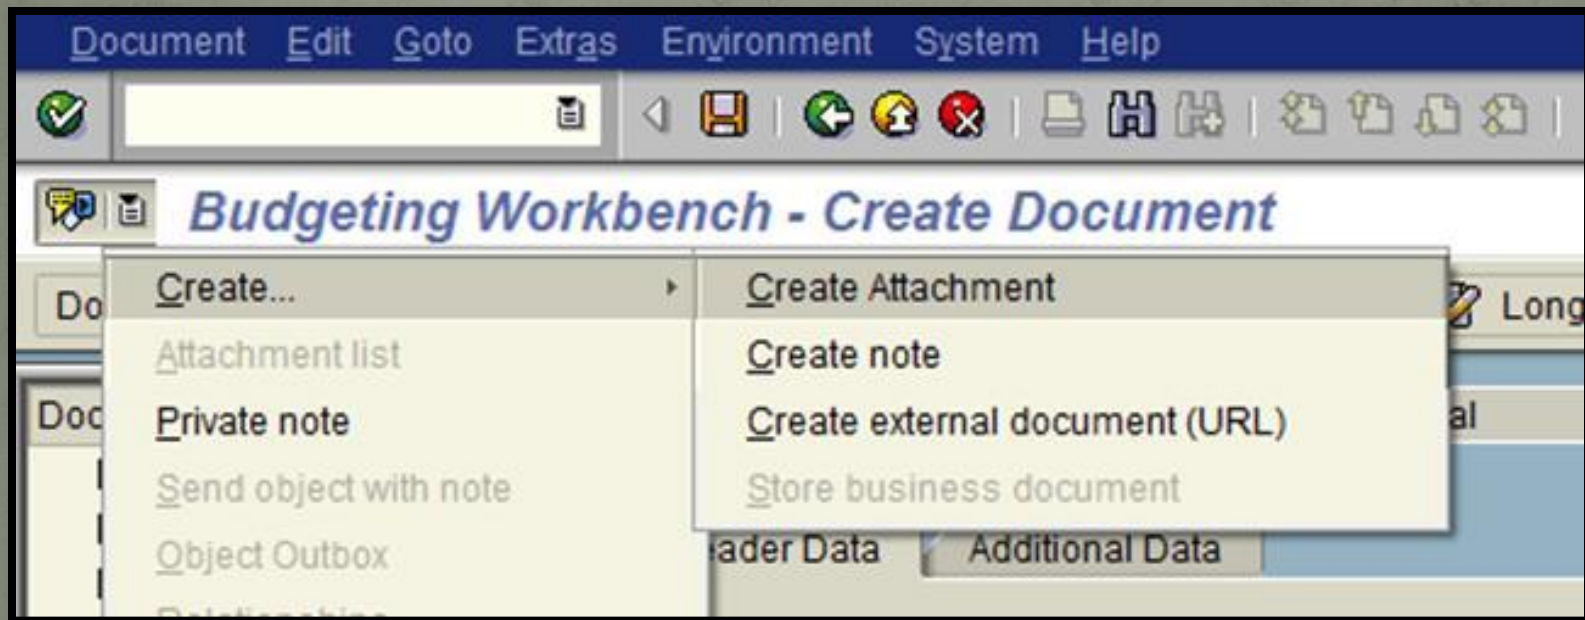 Document Edit Goto Extras Environment System Help
Budgeting Workbench - Create Document
Do
Create...
Create Attachment
Long
Attachment list
Create note
Doc
Private note
Create external document (URL)
al
Send object with note
Store business document
Object Outbox
eader Data
Additional Data